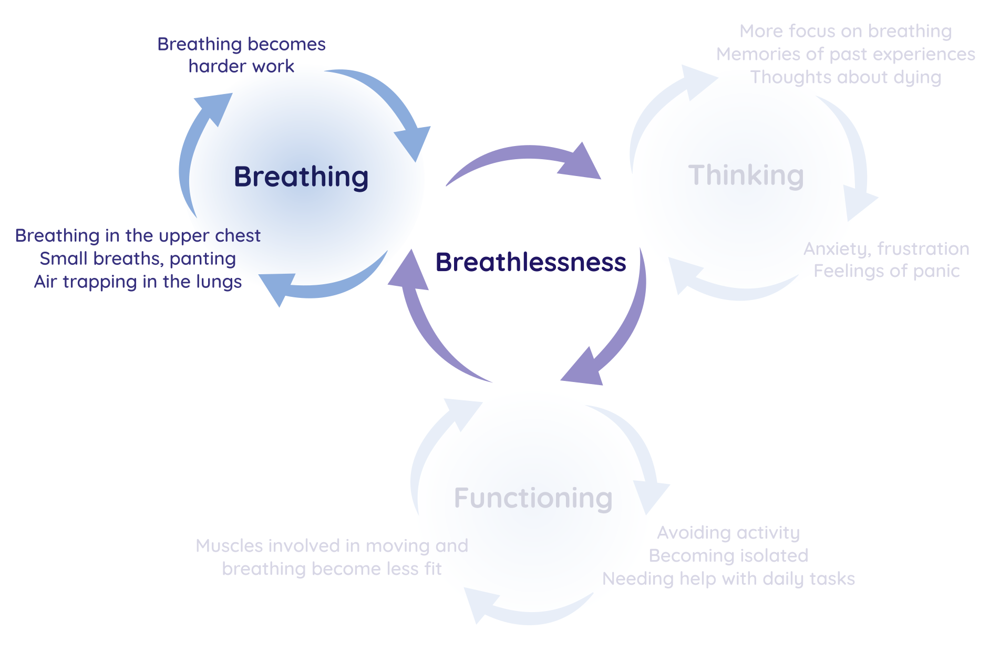 Breathing becomes
harder work
Breathing
Breathing in the upper chest
Small breaths, panting
Air trapping in the lungs
Breathlessness
More focus on breathing
Memories of past experiences
Thoughts about dying
Thinking
Anxiety, frustration
Feelings of panic
Functioning
Avoiding activity
Becoming isolated
Needing help with daily tasks
Muscles involved in moving and
breathing become less fit